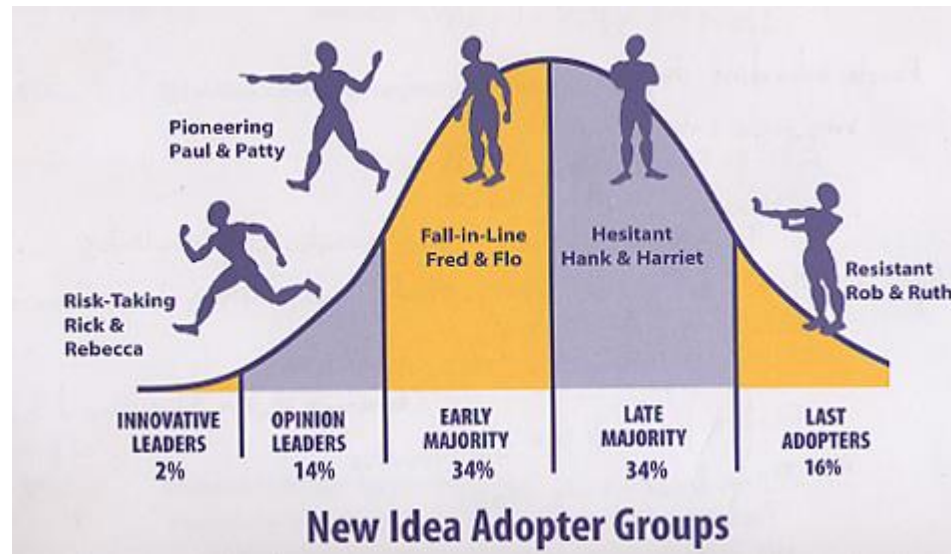 Pioneering
Paul & Patty
Risk-Taking
Rick &
Rebecca
Fall-in-Line
Fred & Flo
Hesitant
Hank & Harriet
Resistant
Rob & Ruth
INNOVATIVE
LEADERS
2%
OPINION
LEADERS
14%
EARLY
MAJORITY
34%
LATE
MAJORITY
34%
LAST
ADOPTERS
16%
New Idea Adopter Groups